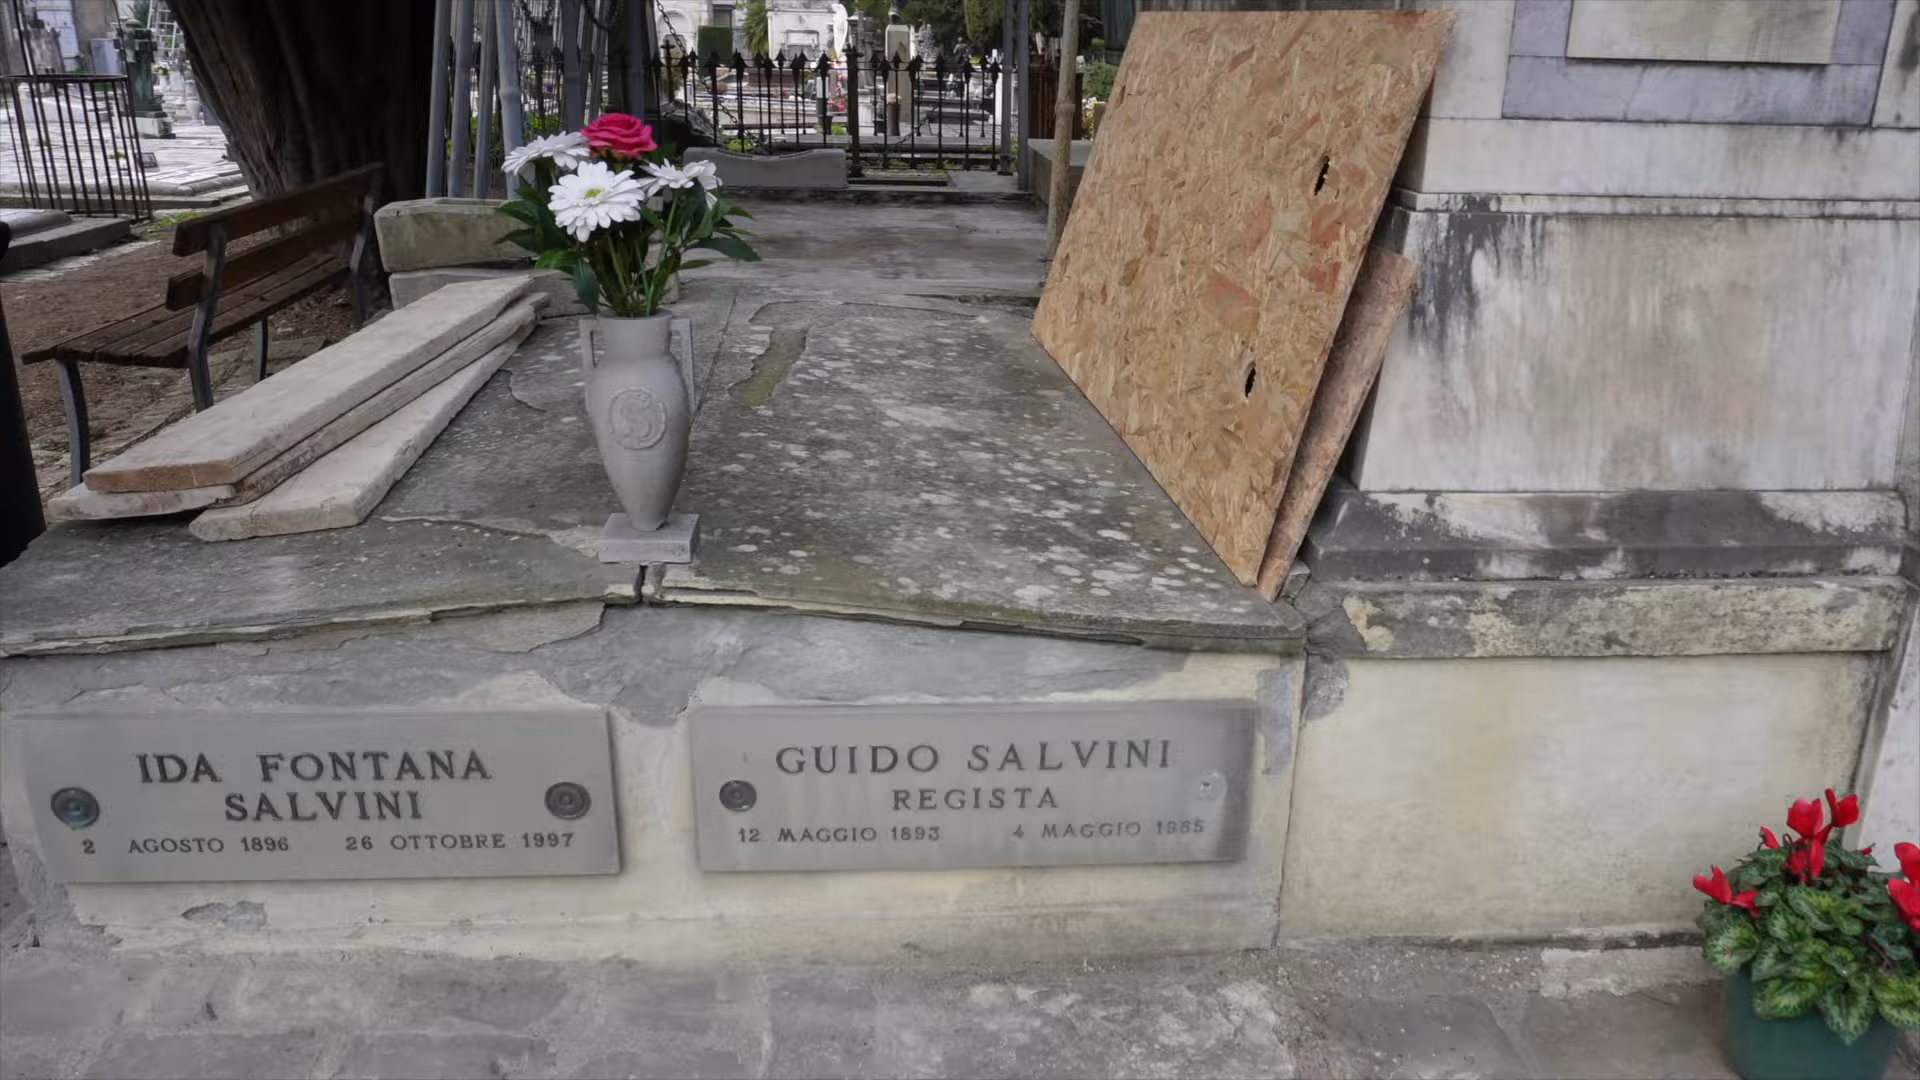 IDA FONTANA
SALVINI
2 AGOSTO 1896 26 OTTOBRE 1997
GUIDO SALVINI
REGISTA
12 MAGGIO 1893 4 MAGGIO 1965
S